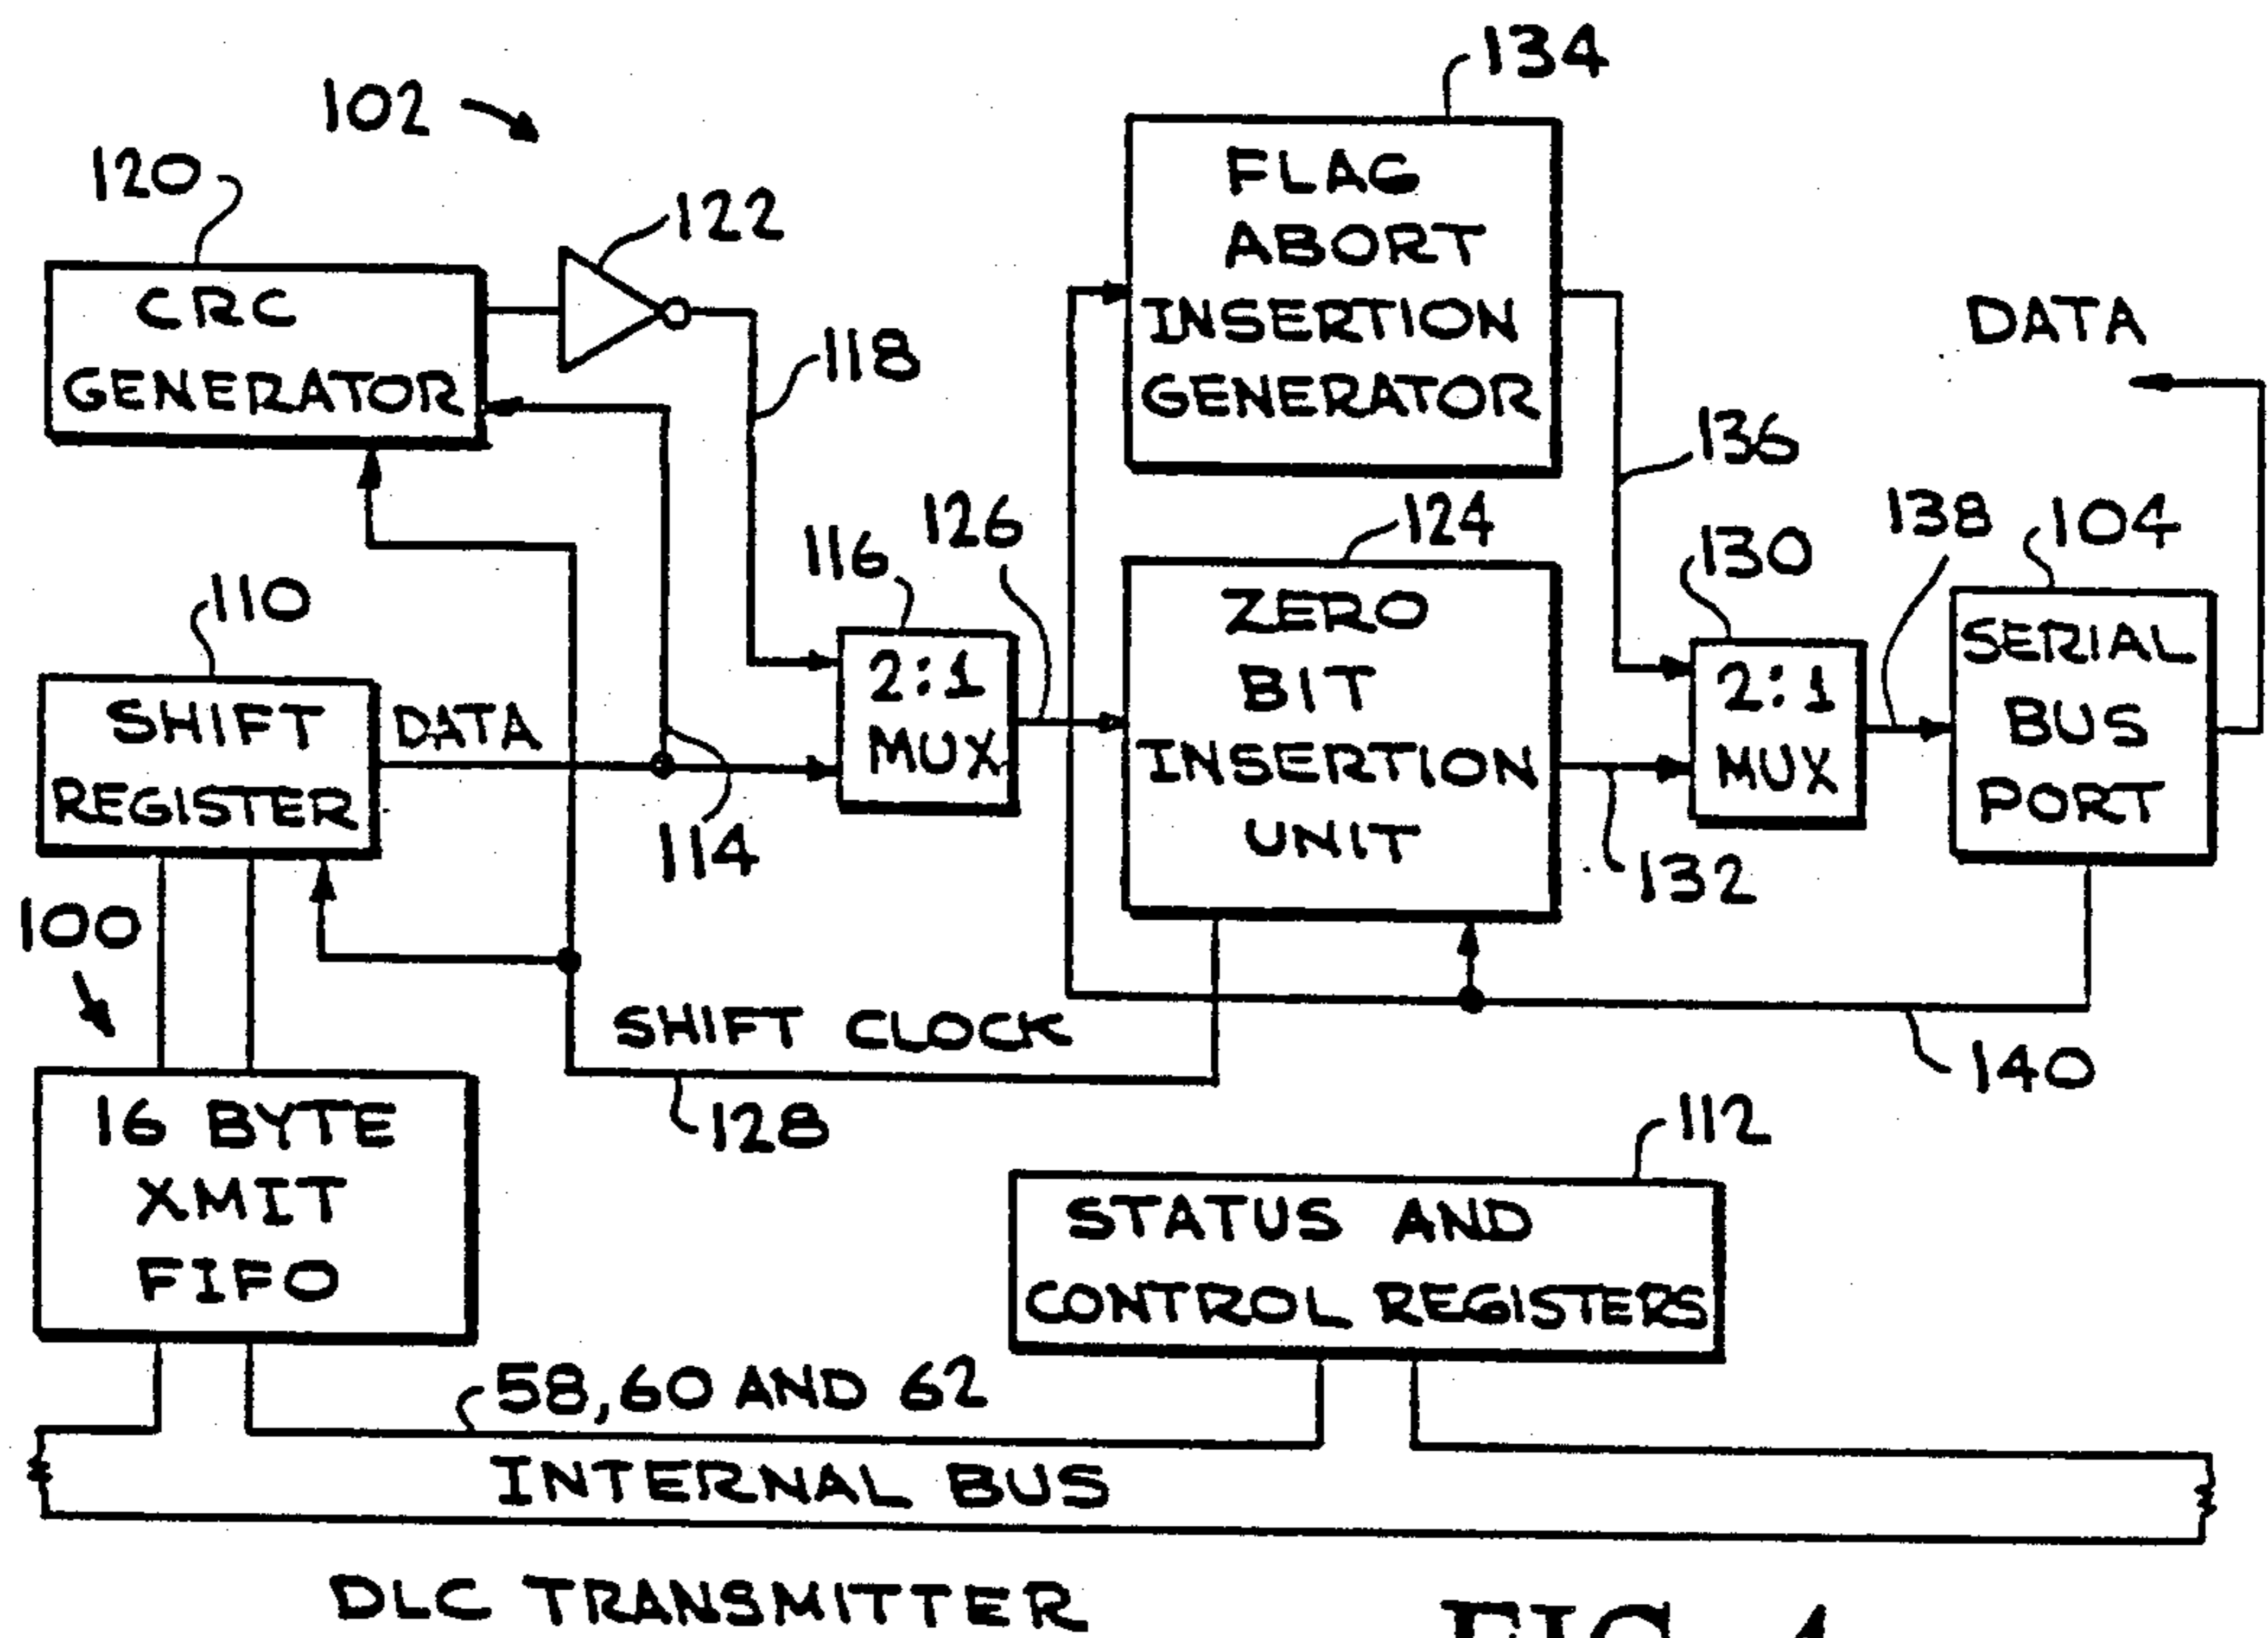 134
102
120
122
FLAG
ABORT
INSERTION
GENERATOR
CRC
GENERATOR
118
DATA
136
126
124
138
104
116
130
110
ZERO
BIT
INSERTION
UNIT
2:1
MUX
2:1
MUX
SERIAL
BUS
PORT
SHIFT
REGISTER
DATA
114
132
100
SHIFT CLOCK
140
128
112
16 BYTE
XMIT
FIFO
STATUS AND
CONTROL REGISTERS
58,60 AND 62
INTERNAL BUS
DLC TRANSMITTER